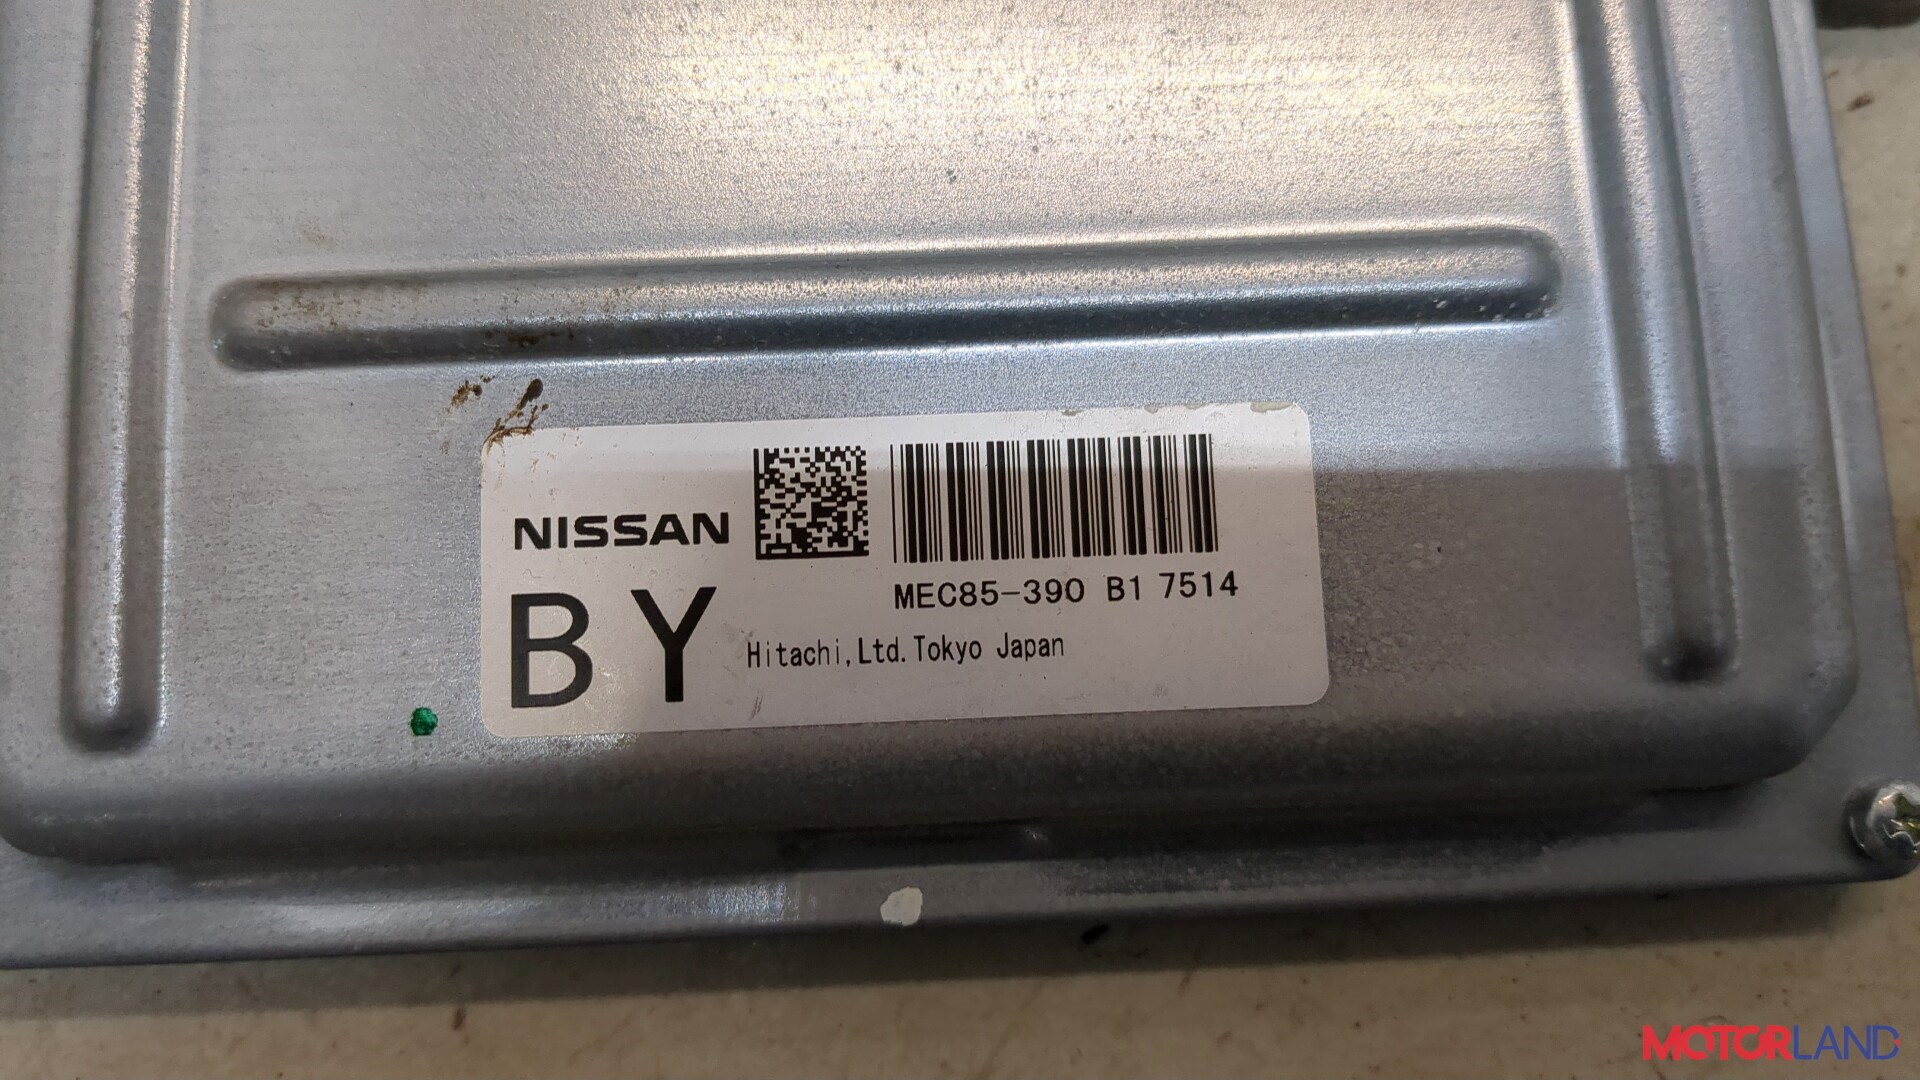 NISSAN
MEC85-390 B1 7514
BY
Hitachi,Ltd.Tokyo Japan
MOTORLAND